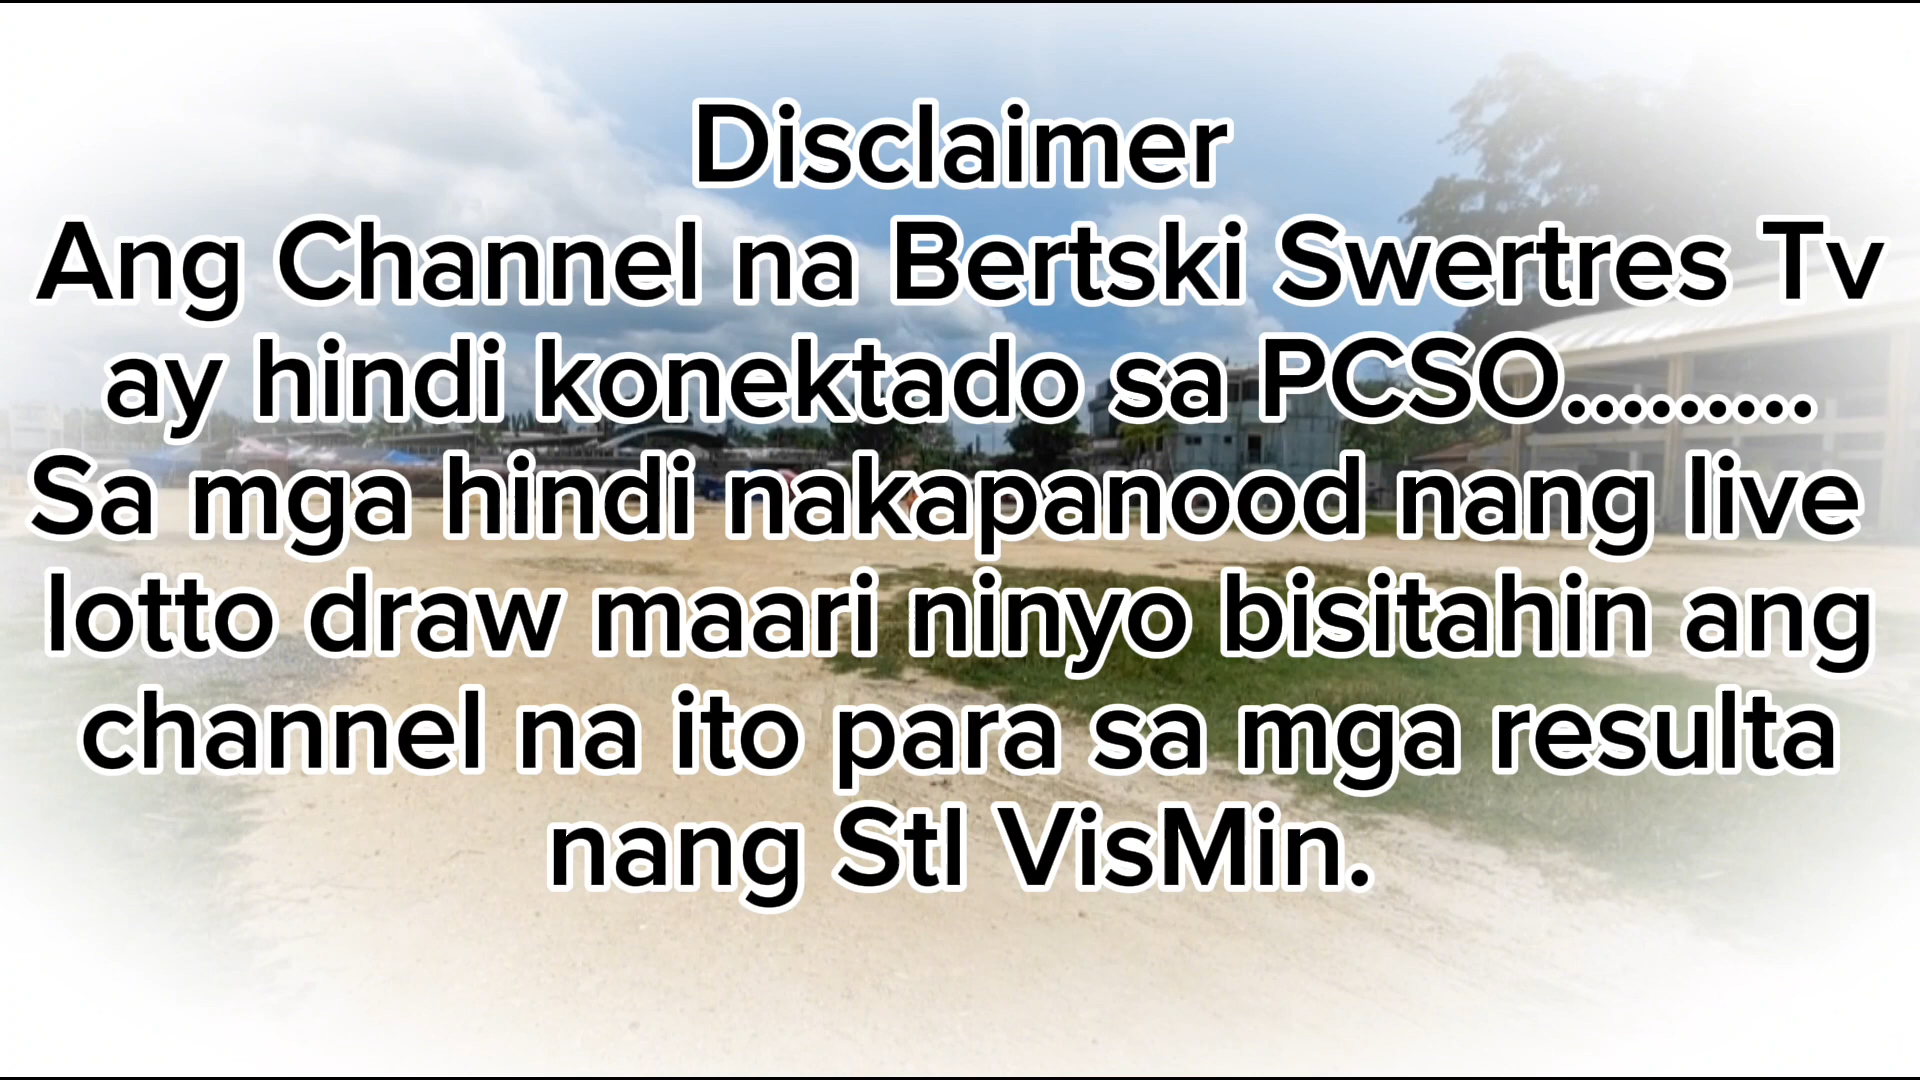 Disclaimer
Ang Channel na Bertski Swertres Tv
ay hindi konektado sa PCSO.........
Sa mga hindi nakapanood nang live
lotto draw maari ninyo bisitahin ang
channel na ito para sa mga resulta
nang Stl VisMin.